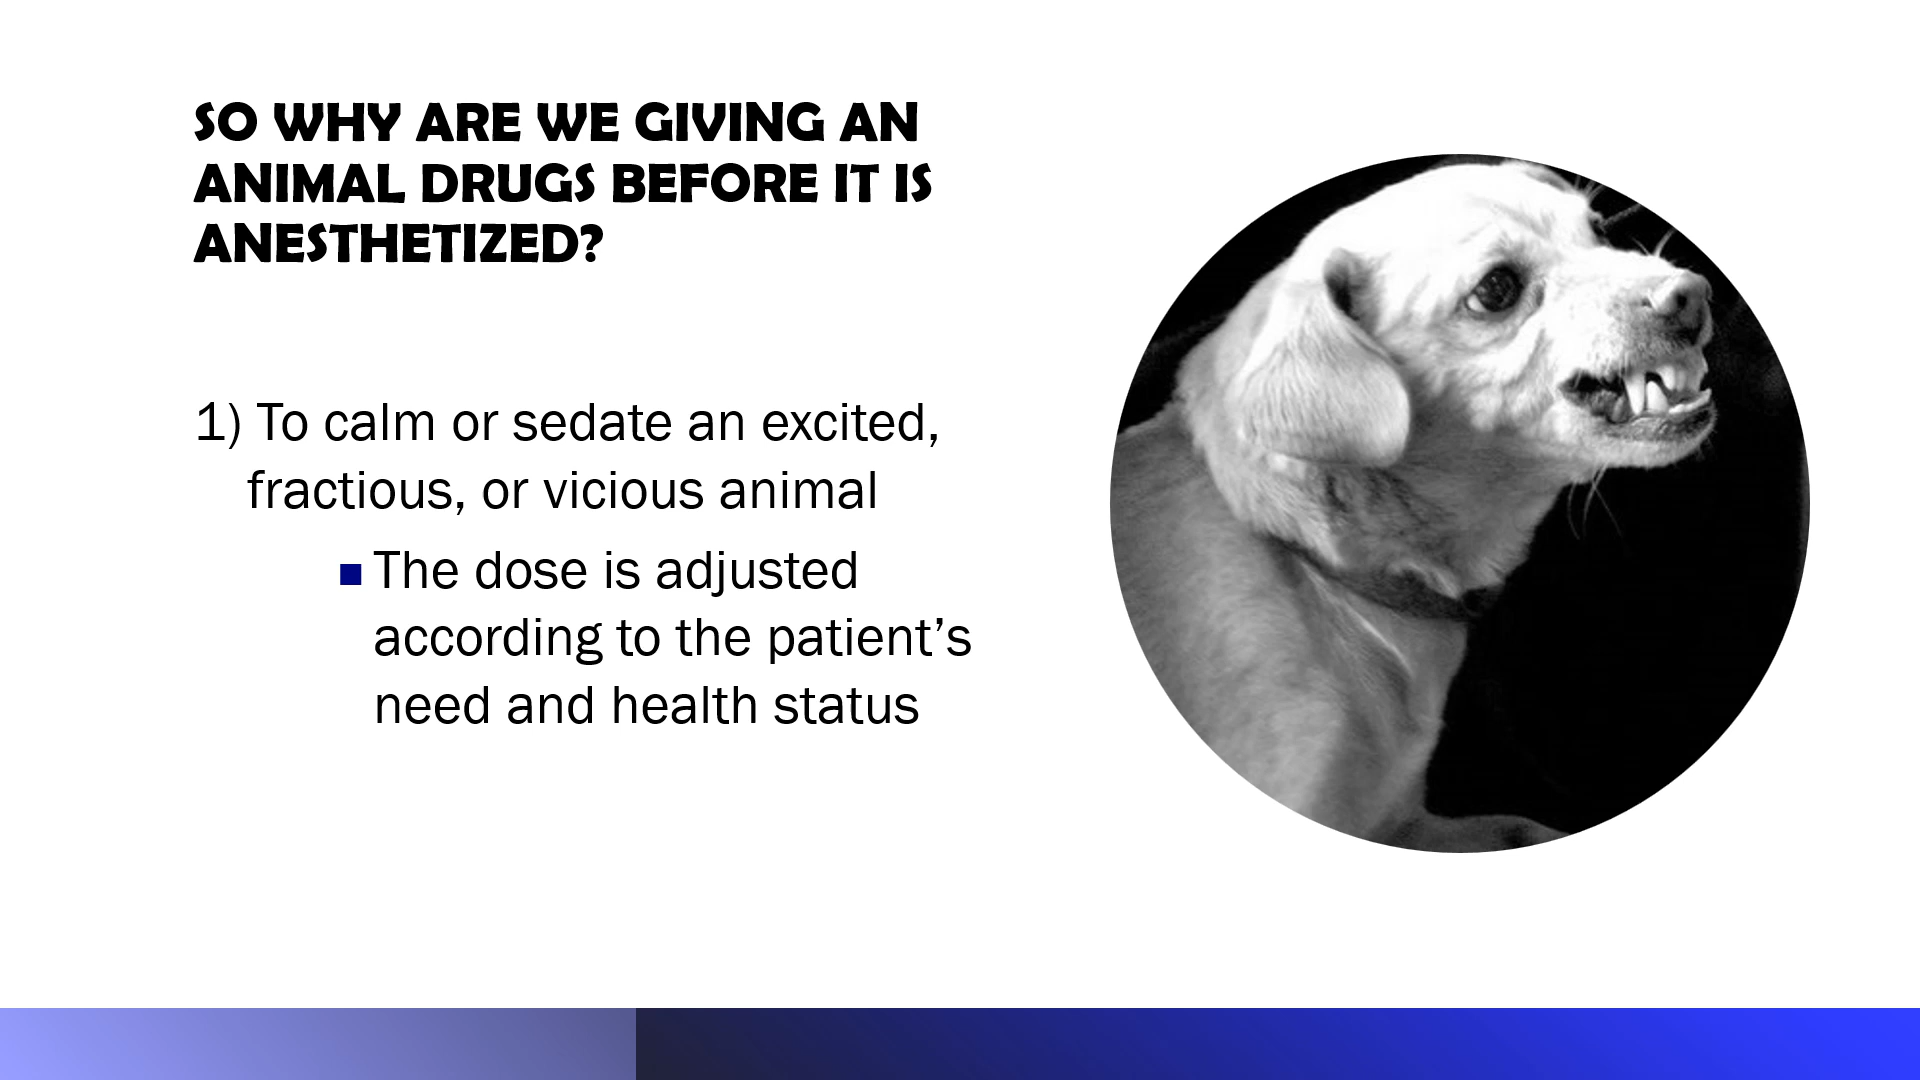 SO WHY ARE WE GIVING AN
ANIMAL DRUGS BEFORE IT IS
ANESTHETIZED?
1) To calm or sedate an excited,
fractious, or vicious animal
■ The dose is adjusted
according to the patient’s
need and health status